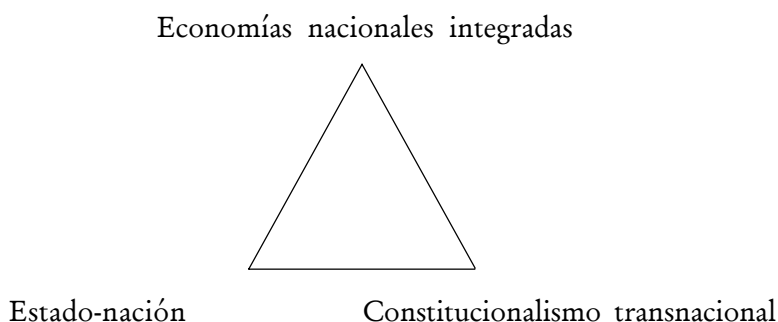 Economías nacionales integradas
Estado-nación
Constitucionalismo transnacional